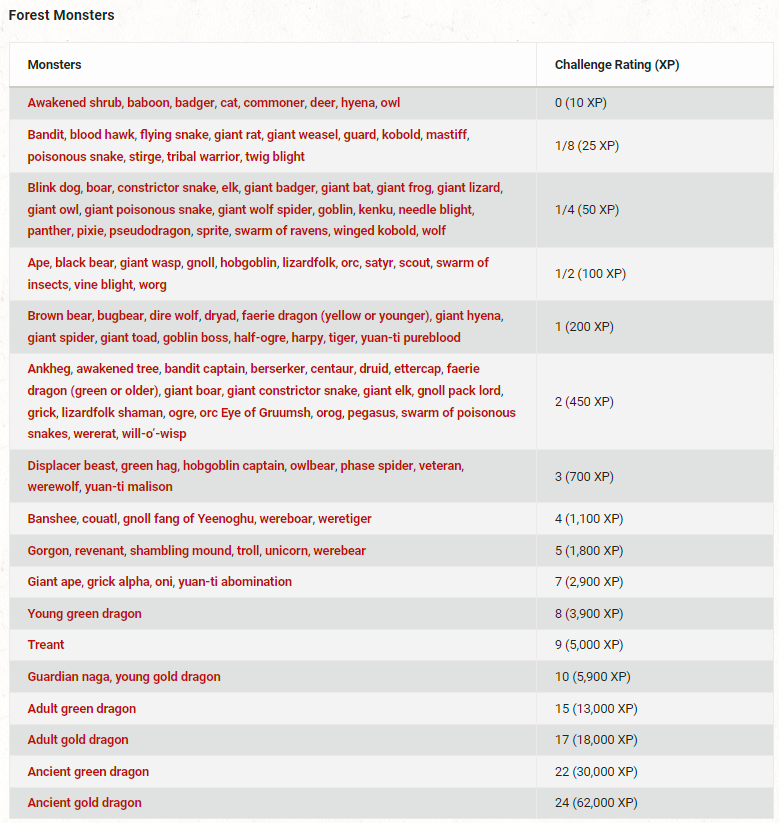 Forest Monsters
Monsters
Challenge Rating (XP)
Awakened shrub, baboon, badger, cat, commoner, deer, hyena, owl
0 (10 XP)
Bandit, blood hawk, flying snake, giant rat, giant weasel, guard, kobold, mastiff,
poisonous snake, stirge, tribal warrior, twig blight
1/8 (25 XP)
Blink dog, boar, constrictor snake, elk, giant badger, giant bat, giant frog, giant lizard,
giant owl, giant poisonous snake, giant wolf spider, goblin, kenku, needle blight,
panther, pixie, pseudodragon, sprite, swarm of ravens, winged kobold, wolf
1/4 (50 XP)
Ape, black bear, giant wasp, gnoll, hobgoblin, lizardfolk, orc, satyr, scout, swarm of
insects, vine blight, worg
1/2 (100 XP)
Brown bear, bugbear, dire wolf, dryad, faerie dragon (yellow or younger), giant hyena,
giant spider, giant toad, goblin boss, half-ogre, harpy, tiger, yuan-ti pureblood
1 (200 XP)
Ankheg, awakened tree, bandit captain, berserker, centaur, druid, ettercap, faerie
dragon (green or older), giant boar, giant constrictor snake, giant elk, gnoll pack lord,
grick, lizardfolk shaman, ogre, orc Eye of Gruumsh, orog, pegasus, swarm of poisonous
snakes, wererat, will-o'-wisp
2 (450 XP)
Displacer beast, green hag, hobgoblin captain, owlbear, phase spider, veteran,
werewolf, yuan-ti malison
3 (700 XP)
Banshee, couatl, gnoll fang of Yeenoghu, wereboar, weretiger
4 (1,100 XP)
Gorgon, revenant, shambling mound, troll, unicorn, werebear
5 (1,800 XP)
Giant ape, grick alpha, oni, yuan-ti abomination
7 (2,900 XP)
Young green dragon
8 (3,900 XP)
Treant
9 (5,000 XP)
Guardian naga, young gold dragon
10 (5,900 XP)
Adult green dragon
15 (13,000 XP)
Adult gold dragon
17 (18,000 XP)
Ancient green dragon
22 (30,000 XP)
Ancient gold dragon
24 (62,000 XP)